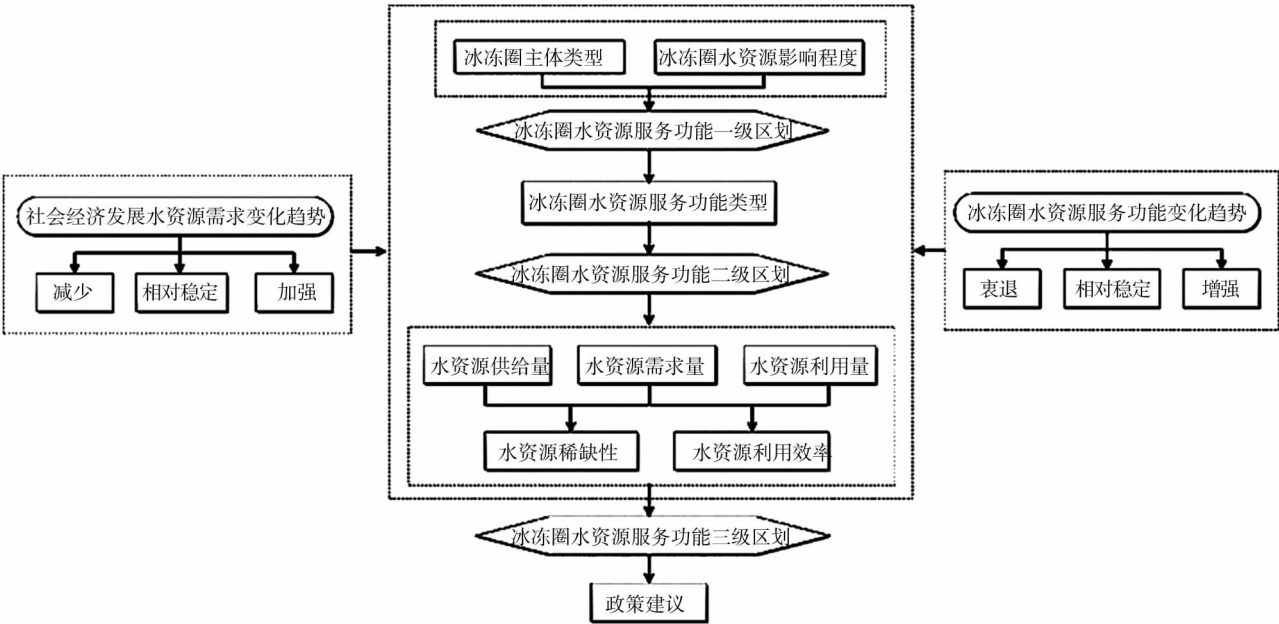 冰冻圈主体类型
冰冻圈水资源影响程度
冰冻圈水资源服务功能一级区划
冰冻圈水资源服务功能类型
社会经济发展水资源需求变化趋势
减少
相对稳定
加强
冰冻圈水资源服务功能二级区划
冰冻圈水资源服务功能变化趋势
衰退
相对稳定
增强
水资源供给量
水资源需求量
水资源利用量
水资源稀缺性
水资源利用效率
冰冻圈水资源服务功能三级区划
政策建议